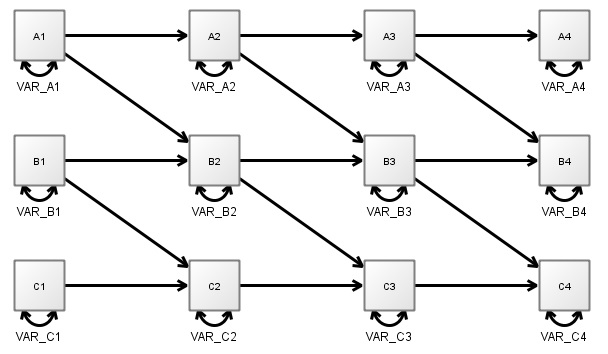 A1 A2 A3 A4
VAR_A1 VAR_A2 VAR_A3 VAR_A4
B1 B2 B3 B4
VAR_B1 VAR_B2 VAR_B3 VAR_B4
C1 C2 C3 C4
VAR_C1 VAR_C2 VAR_C3 VAR_C4